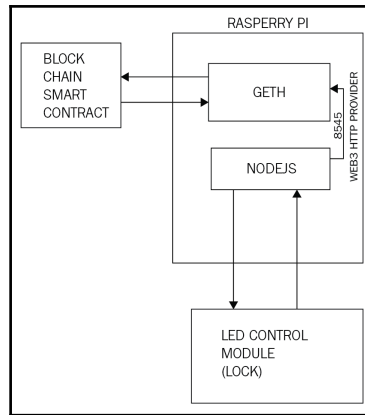 RASPERRY PI
BLOCK
CHAIN
SMART
CONTRACT
GETH
8545
WEB3 HTTP PROVIDER
NODEJS
LED CONTROL
MODULE
(LOCK)